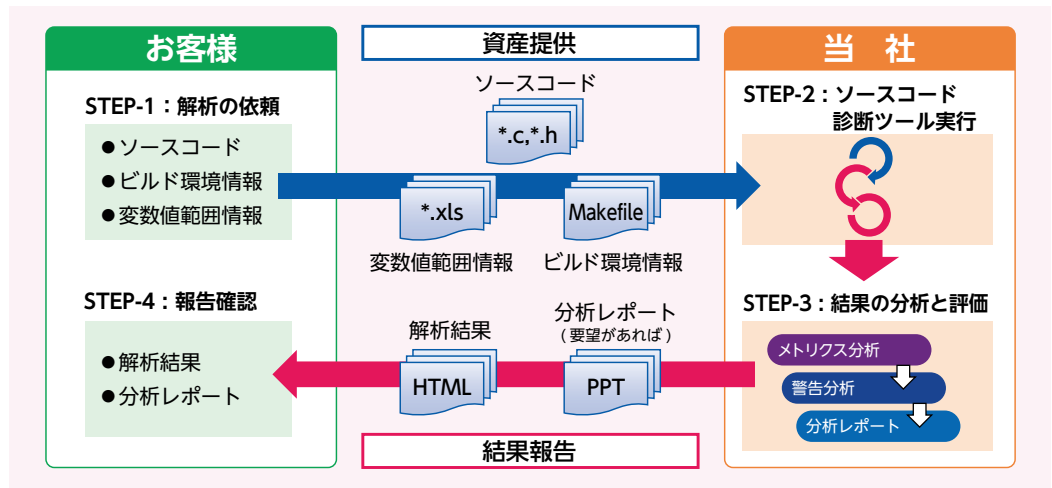 お客様
STEP-1：解析の依頼
●ソースコード
●ビルド環境情報
●変数値範囲情報
資産提供
ソースコード
*.c,*.h
*.xls
Makefile
変数値範囲情報
ビルド環境情報
当　社
STEP-2：ソースコード
診断ツール実行
STEP-3：結果の分析と評価
メトリクス分析
警告分析
分析レポート
解析結果
分析レポート
（要望があれば）
HTML
PPT
結果報告
STEP-4：報告確認
●解析結果
●分析レポート